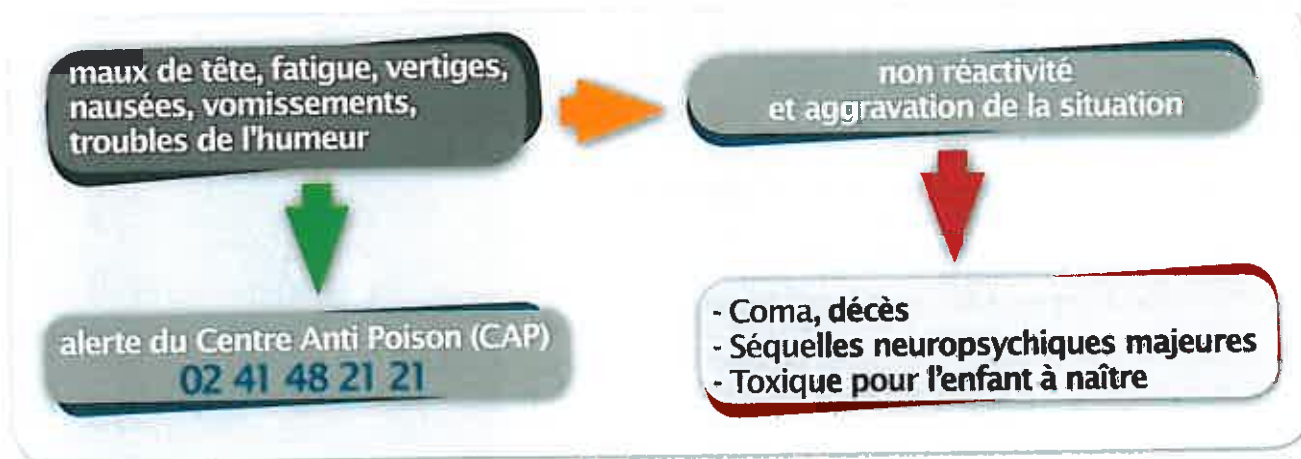 maux de tête, fatigue, vertiges,
nausées, vomissements,
troubles de l'humeur
non réactivité
et aggravation de la situation
alerte du Centre Anti Poison (CAP)
02 41 48 21 21
- Coma, décès
- Séquelles neuropsychiques majeures
- Toxique pour l'enfant à naître